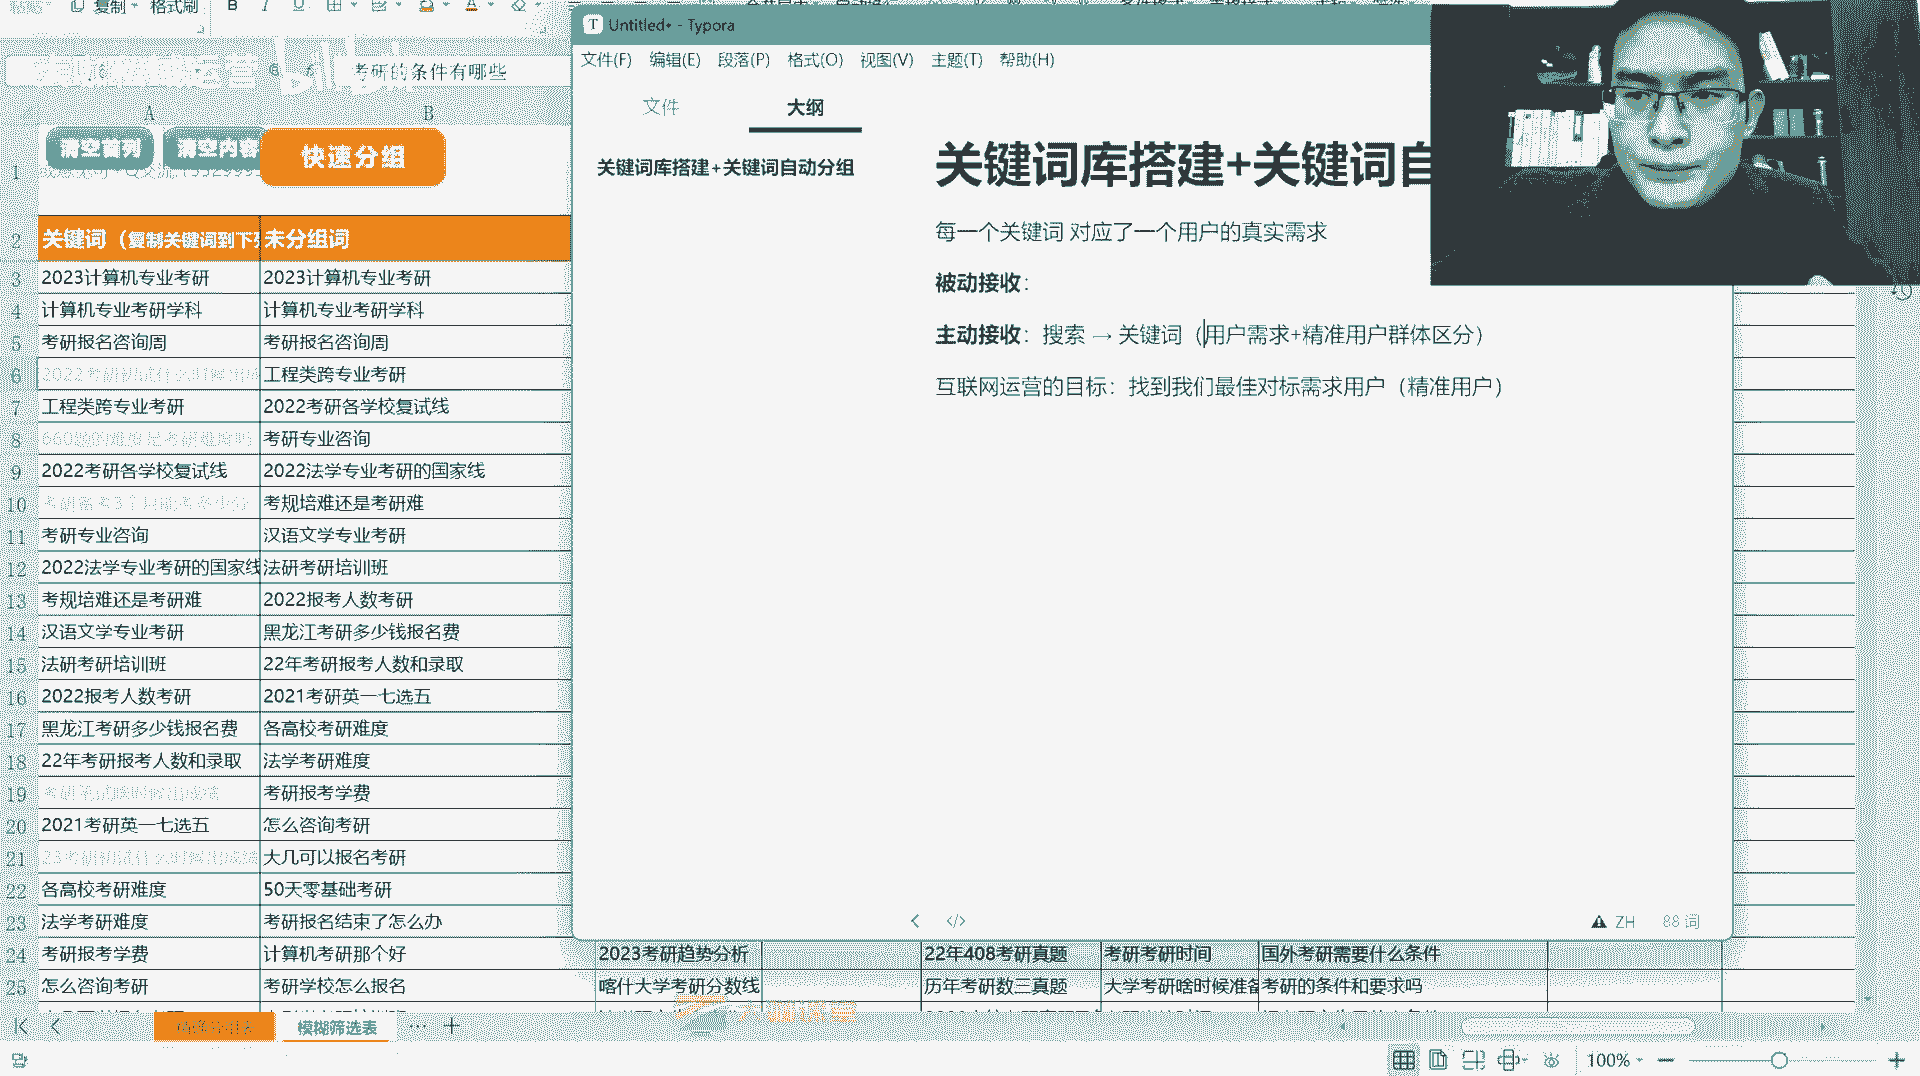 复制
格式刷
B
考研的条件有哪些
A
B
清空首列
清空内容
快速分组
关键词（复制关键词到下列
未分组词
1
2
3 2023计算机专业考研 2023计算机专业考研
4 计算机专业考研学科 计算机专业考研学科
5 考研报名咨询周 考研报名咨询周
6 工程类跨专业考研
7 工程类跨专业考研 2022考研各学校复试线
8 考研专业咨询
9 2022考研各学校复试线 2022法学专业考研的国家线
10 考规培难还是考研难
11 考研专业咨询 汉语文学专业考研
12 2022法学专业考研的国家线 法研考研培训班
13 考规培难还是考研难 2022报考人数考研
14 汉语文学专业考研 黑龙江考研多少钱报名费
15 法研考研培训班 22年考研报考人数和录取
16 2022报考人数考研 2021考研英一七选五
17 黑龙江考研多少钱报名费 各高校考研难度
18 22年考研报考人数和录取 法学考研难度
19 考研报考学费
20 2021考研英一七选五 怎么咨询考研
21 大几可以报名考研
22 各高校考研难度 50天零基础考研
23 法学考研难度 考研报名结束了怎么办
24 考研报考学费 计算机考研那个好 2023考研趋势分析 22年408考研真题 考研考研时间 国外考研需要什么条件
25 怎么咨询考研 考研学校怎么报名 喀什大学考研分数线 历年考研数三真题 大学考研啥时候准备 考研的条件和要求吗
模糊筛选表
100%
Untitled• - Typora
文件(F) 编辑(E) 段落(P) 格式(O) 视图(V) 主题(T) 帮助(H)
文件 大纲
关键词库搭建+关键词自动分组
关键词库搭建+关键词自
每一个关键词 对应了一个用户的真实需求
被动接收：
主动接收：搜索 → 关键词（用户需求+精准用户群体区分）
互联网运营的目标：找到我们最佳对标需求用户（精准用户）
</>
ZH 88 词